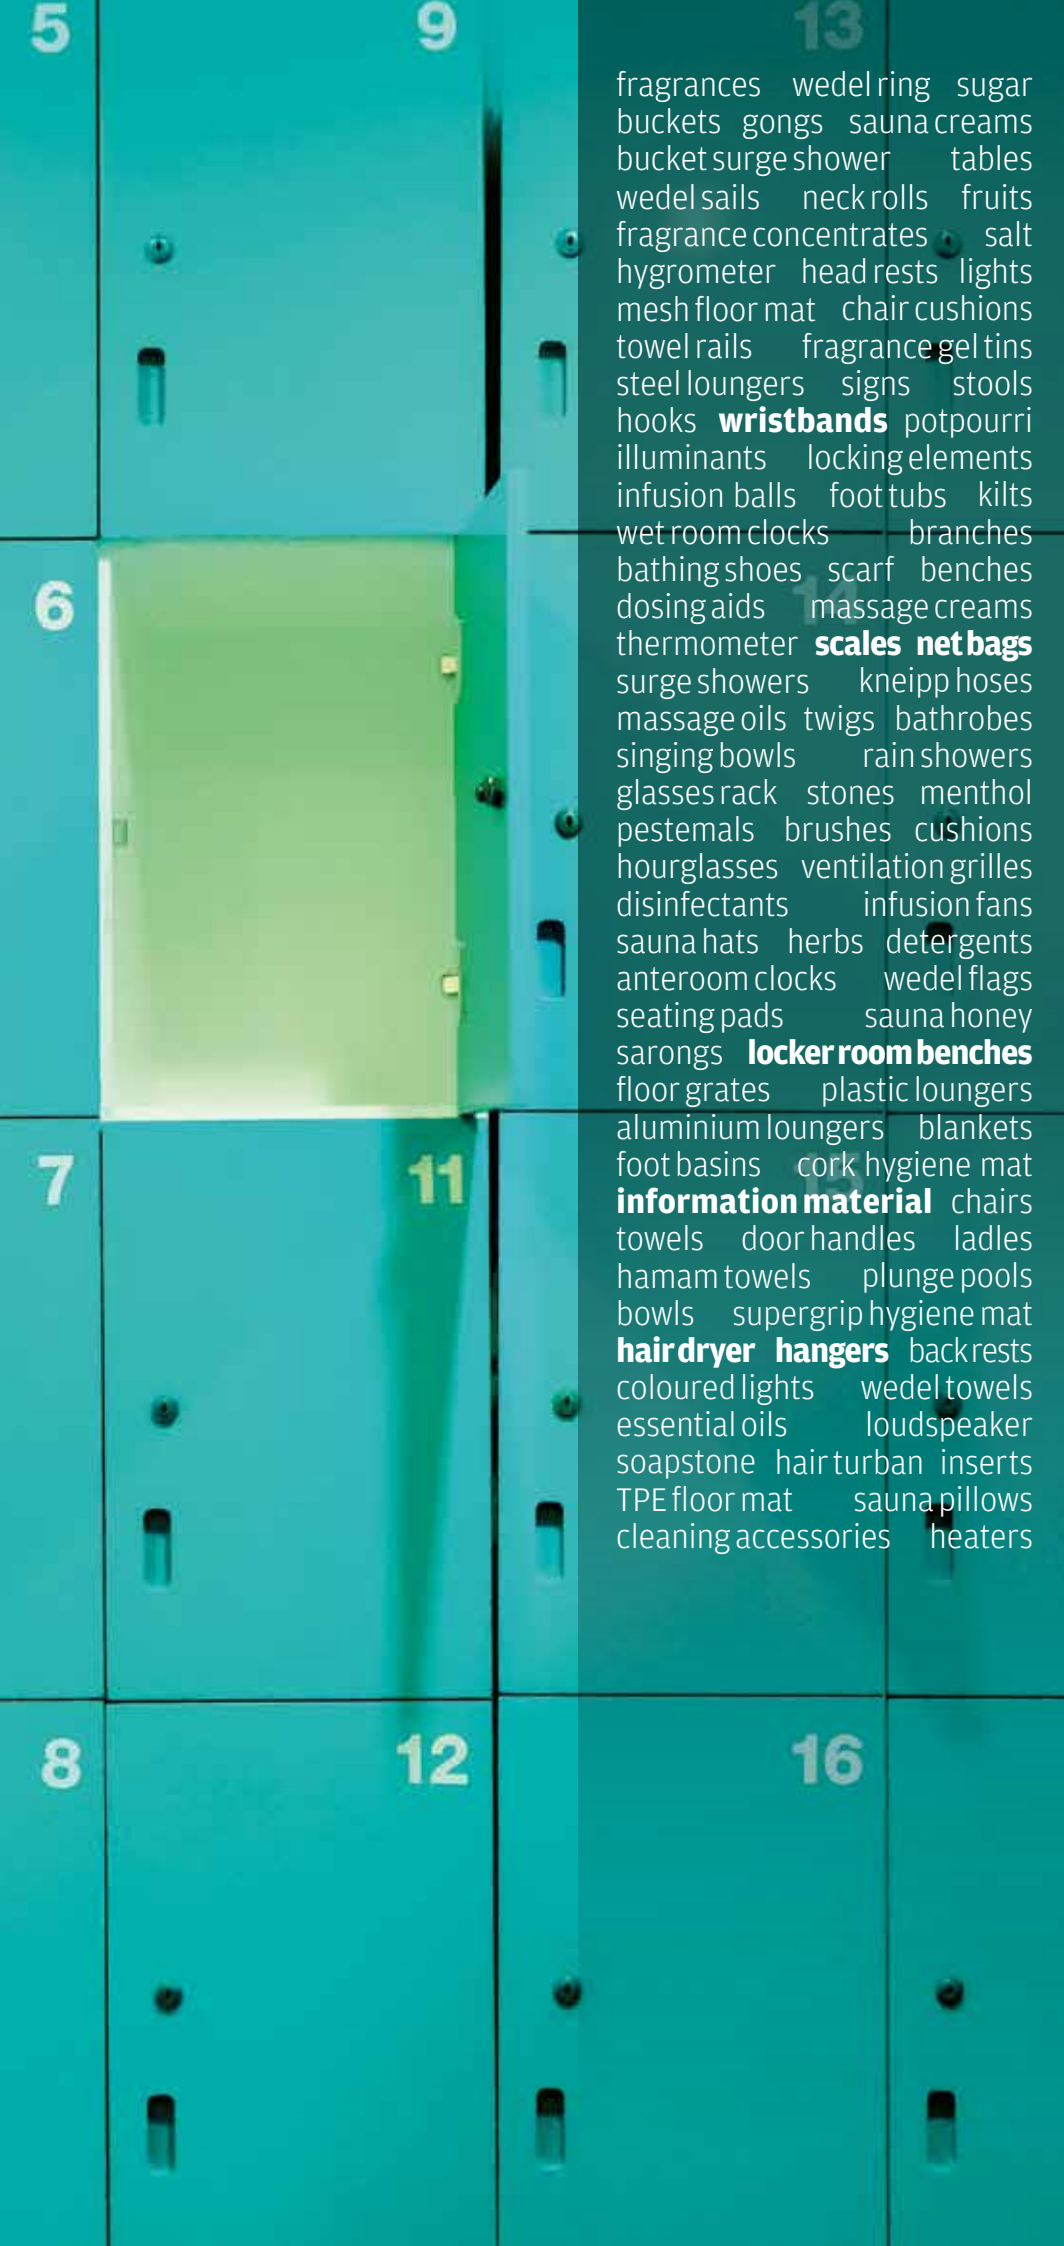 5
9
13
fragrances wedel ring sugar
buckets gongs sauna creams
bucket surge shower tables
wedel sails neck rolls fruits
fragrance concentrates salt
hygrometer head rests lights
mesh floor mat chair cushions
towel rails fragrance gel tins
steel loungers signs stools
hooks wristbands potpourri
illuminants locking elements
infusion balls foot tubs kilts
wet room clocks branches
bathing shoes scarf benches
dosing aids massage creams
thermometer scales net bags
surge showers kneipp hoses
massage oils twigs bathrobes
singing bowls rain showers
glasses rack stones menthol
pestemals brushes cushions
hourglasses ventilation grilles
disinfectants infusion fans
sauna hats herbs detergents
anteroom clocks wedel flags
seating pads sauna honey
sarongs locker room benches
floor grates plastic loungers
aluminium loungers blankets
foot basins cork hygiene mat
information material chairs
towels door handles ladles
hamam towels plunge pools
bowls supergrip hygiene mat
hair dryer hangers back rests
coloured lights wedel towels
essential oils loudspeaker
soapstone hair turban inserts
TPE floor mat sauna pillows
cleaning accessories heaters
6
14
7
11
15
8
12
16